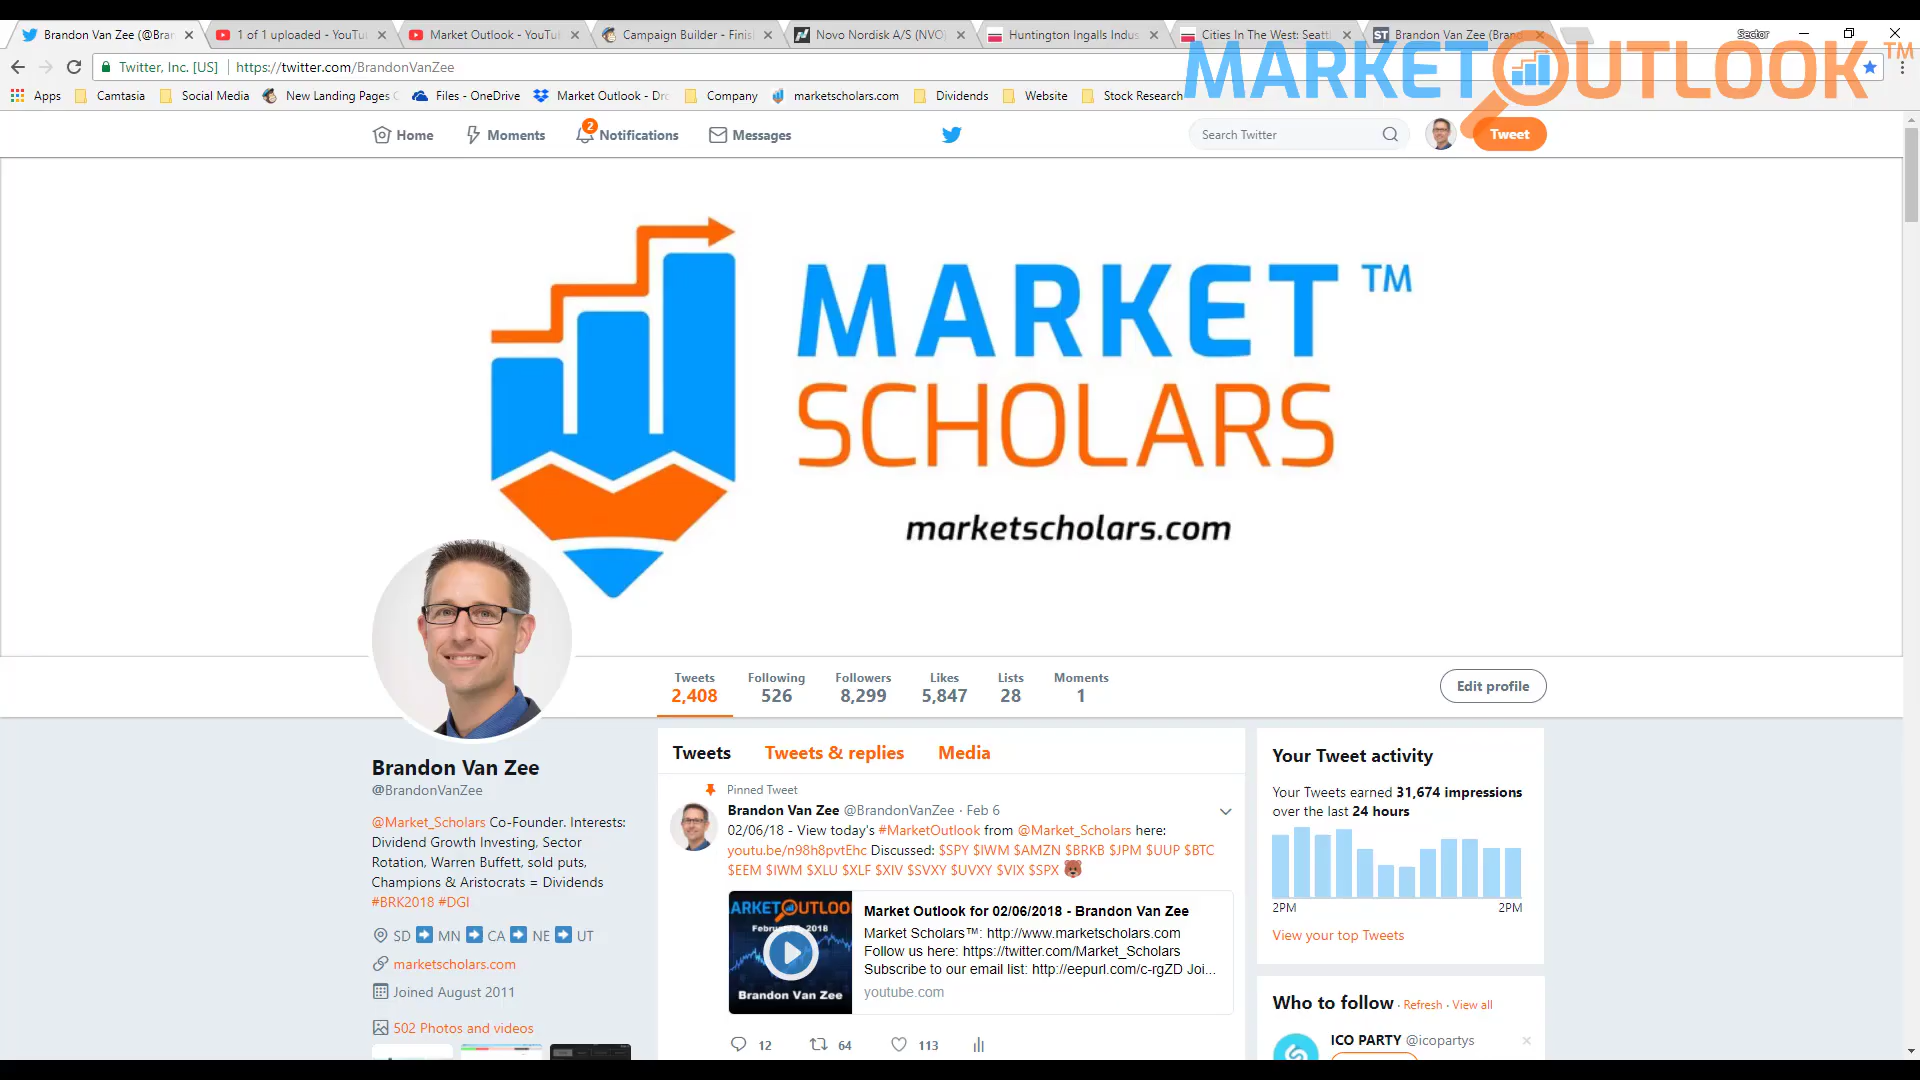 Brandon Van Zee (@Bran
1 of 1 uploaded - YouTu
Market Outlook - YouTu
Campaign Builder - Finis
Novo Nordisk A/S (NVO
Huntington Ingalls Indus
Cities In The West: Seatt
Brandon Van Zee (Bran
Sector
Twitter, Inc. [US]
https://twitter.com/BrandonVanZee
MARKET OUTLOOK™
Apps
Camtasia
Social Media
New Landing Pages
Files - OneDrive
Market Outlook - Dro
Company
marketscholars.com
Dividends
Website
Stock Research
Home
Moments
2
Notifications
Messages
Search Twitter
Tweet
MARKET™
SCHOLARS
marketscholars.com
Tweets
2,408
Following
526
Followers
8,299
Likes
5,847
Lists
28
Moments
1
Edit profile
Brandon Van Zee
@BrandonVanZee
@Market_Scholars Co-Founder. Interests:
Dividend Growth Investing, Sector
Rotation, Warren Buffett, sold puts,
Champions & Aristocrats = Dividends
#BRK2018 #DGI
SD ➡ MN ➡ CA ➡ NE ➡ UT
marketscholars.com
Joined August 2011
502 Photos and videos
Tweets
Tweets & replies
Media
Pinned Tweet
Brandon Van Zee @BrandonVanZee · Feb 6
02/06/18 - View today's #MarketOutlook from @Market_Scholars here:
youtu.be/n98h8pvtEhc Discussed: $SPY $IWM $AMZN $BRKB $JPM $UUP $BTC
$EEM $IWM $XLU $XLF $XIV $SVXY $UVXY $VIX $SPX 🐻
MARKETOUTLOOK
February 6, 2018
Brandon Van Zee
Market Outlook for 02/06/2018 - Brandon Van Zee
Market Scholars™: http://www.marketscholars.com
Follow us here: https://twitter.com/Market_Scholars
Subscribe to our email list: http://eepurl.com/c-rgZD Joi...
youtube.com
12
64
113
Your Tweet activity
Your Tweets earned 31,674 impressions
over the last 24 hours
2PM
2PM
View your top Tweets
Who to follow · Refresh · View all
ICO PARTY @icopartys